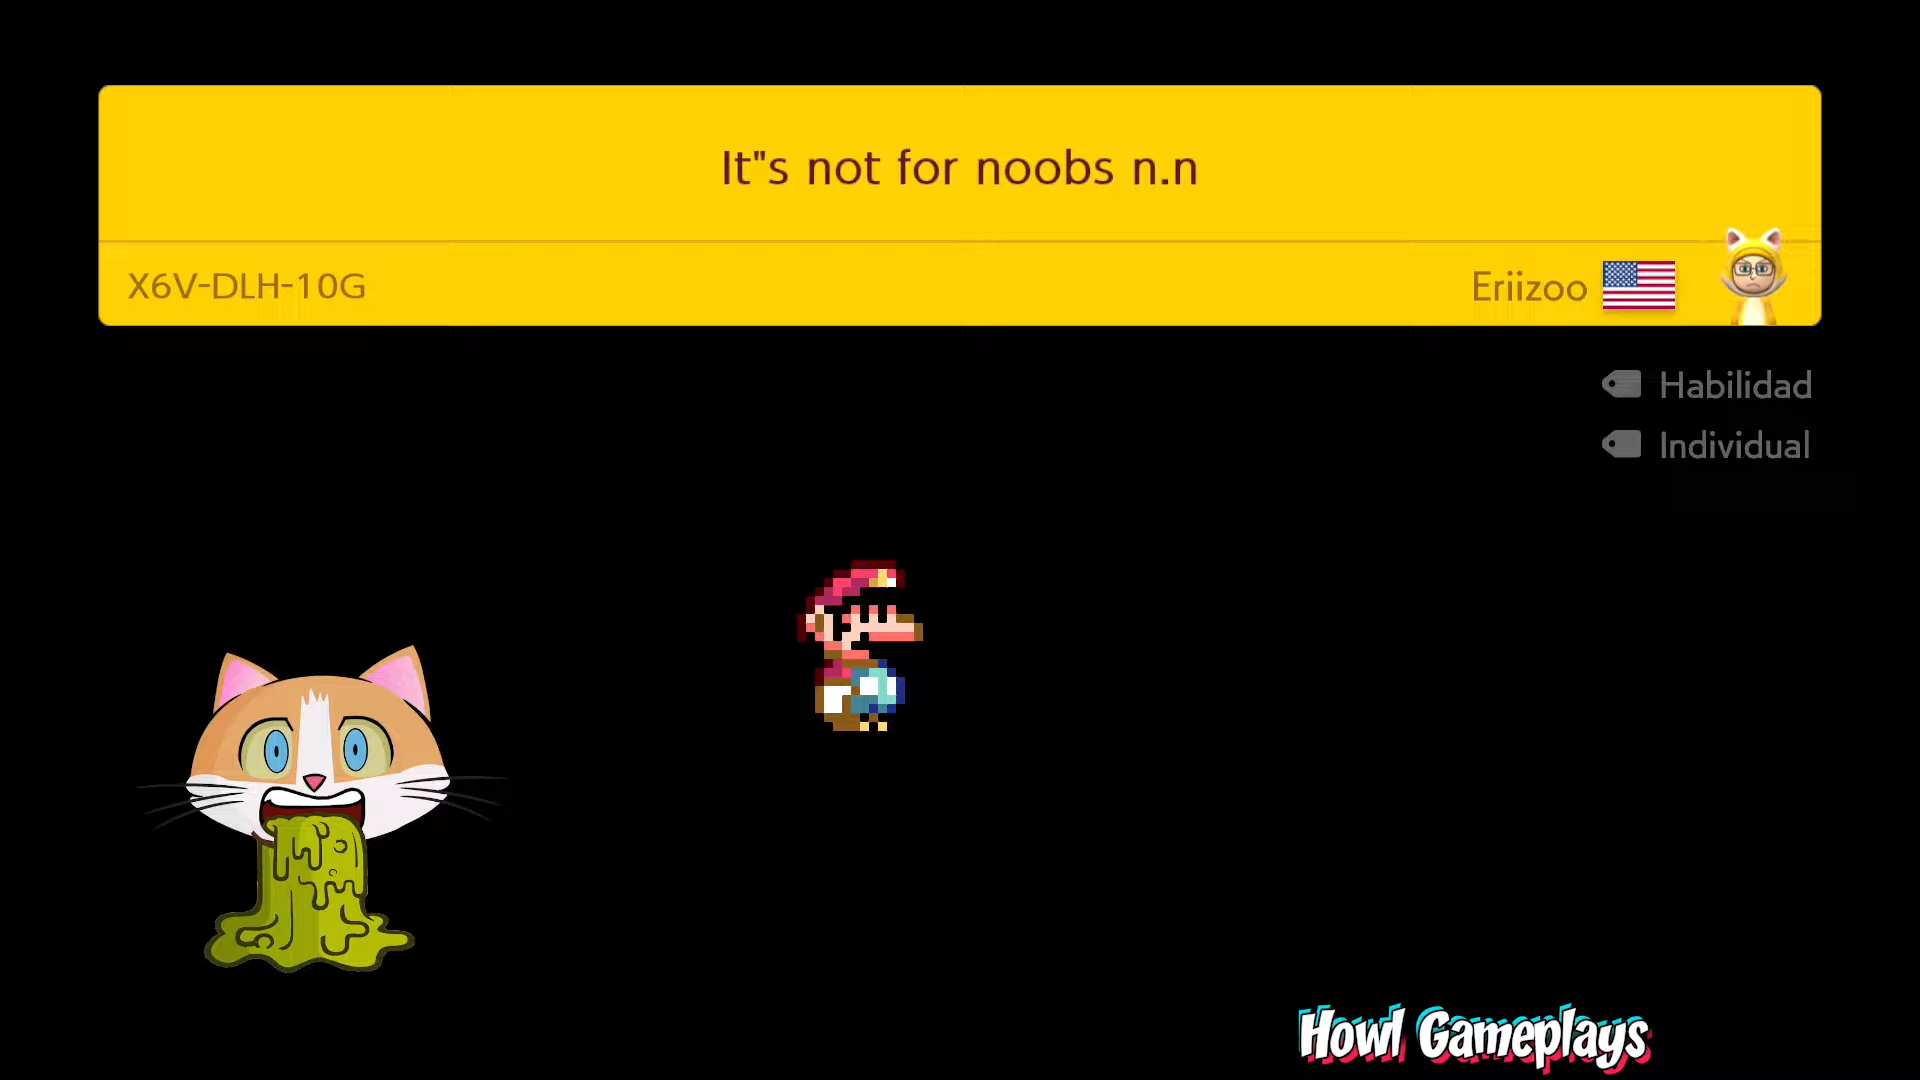 It"s not for noobs n.n
X6V-DLH-10G
Eriizoo
Habilidad
Individual
Howl Gameplays